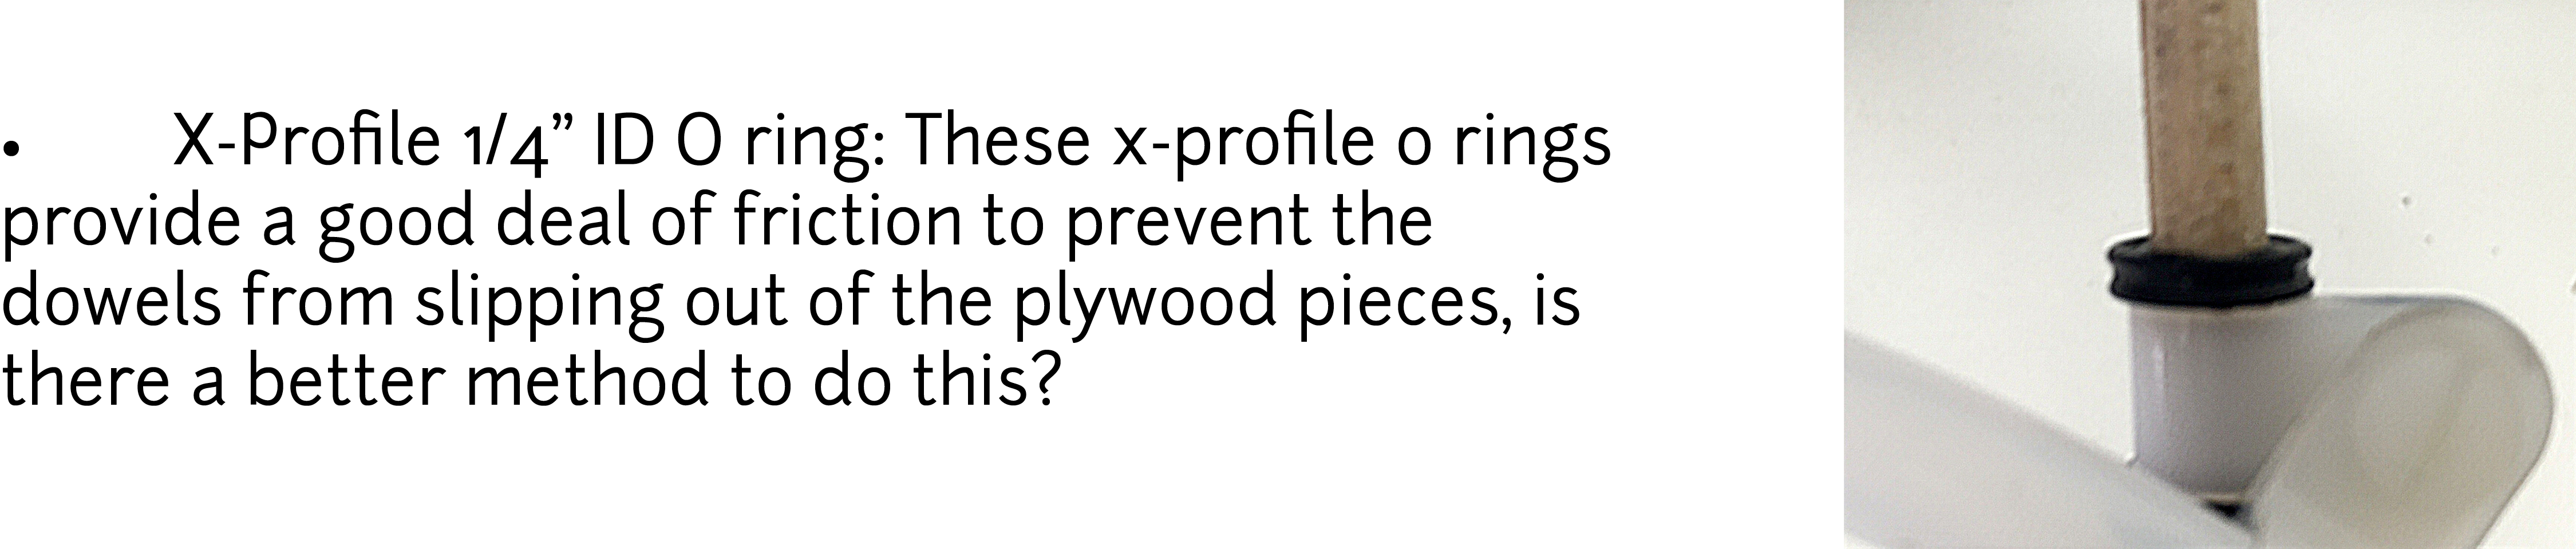 • X-Profile 1/4” ID O ring: These x-profile o rings
provide a good deal of friction to prevent the
dowels from slipping out of the plywood pieces, is
there a better method to do this?